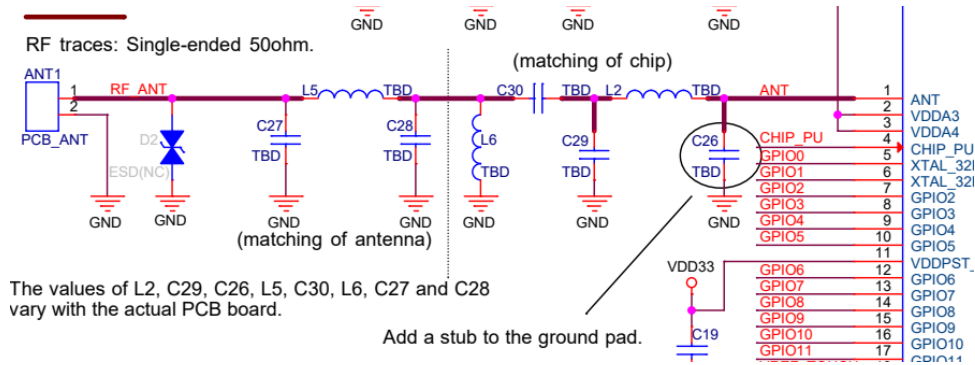 GND
GND
GND
RF traces: Single-ended 50ohm.
(matching of chip)
ANT1
1
RF_ANT
L5
TBD
C30
TBD
L2
TBD
ANT
1
ANT
2
2
VDDA3
PCB_ANT
3
VDDA4
D2
C27
C28
L6
C29
C26
CHIP_PU
4
CHIP_PU
GPIO0
5
XTAL_32
ESD(NC)
TBD
TBD
TBD
TBD
TBD
GPIO1
6
XTAL_32
GPIO2
7
GPIO2
GPIO3
8
GPIO3
GND
GND
GND
GND
GND
GND
GND
GPIO4
9
GPIO4
(matching of antenna)
GPIO5
10
GPIO5
11
VDDPST_
VDD33
GPIO6
12
GPIO6
The values of L2, C29, C26, L5, C30, L6, C27 and C28
vary with the actual PCB board.
GPIO7
13
GPIO7
GPIO8
14
GPIO8
GPIO9
15
GPIO9
Add a stub to the ground pad.
C19
GPIO10
16
GPIO10
GPIO11
17
GPIO11